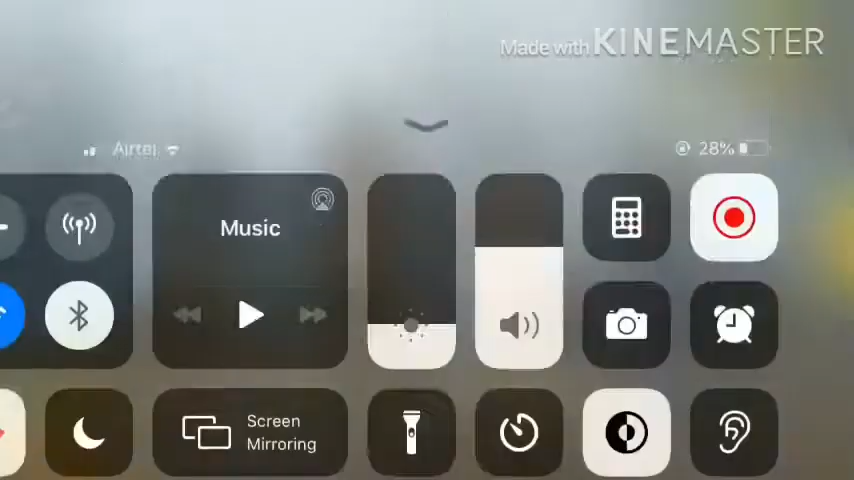 Made with KINEMASTER
Airtel
28%
Music
Screen
Mirroring